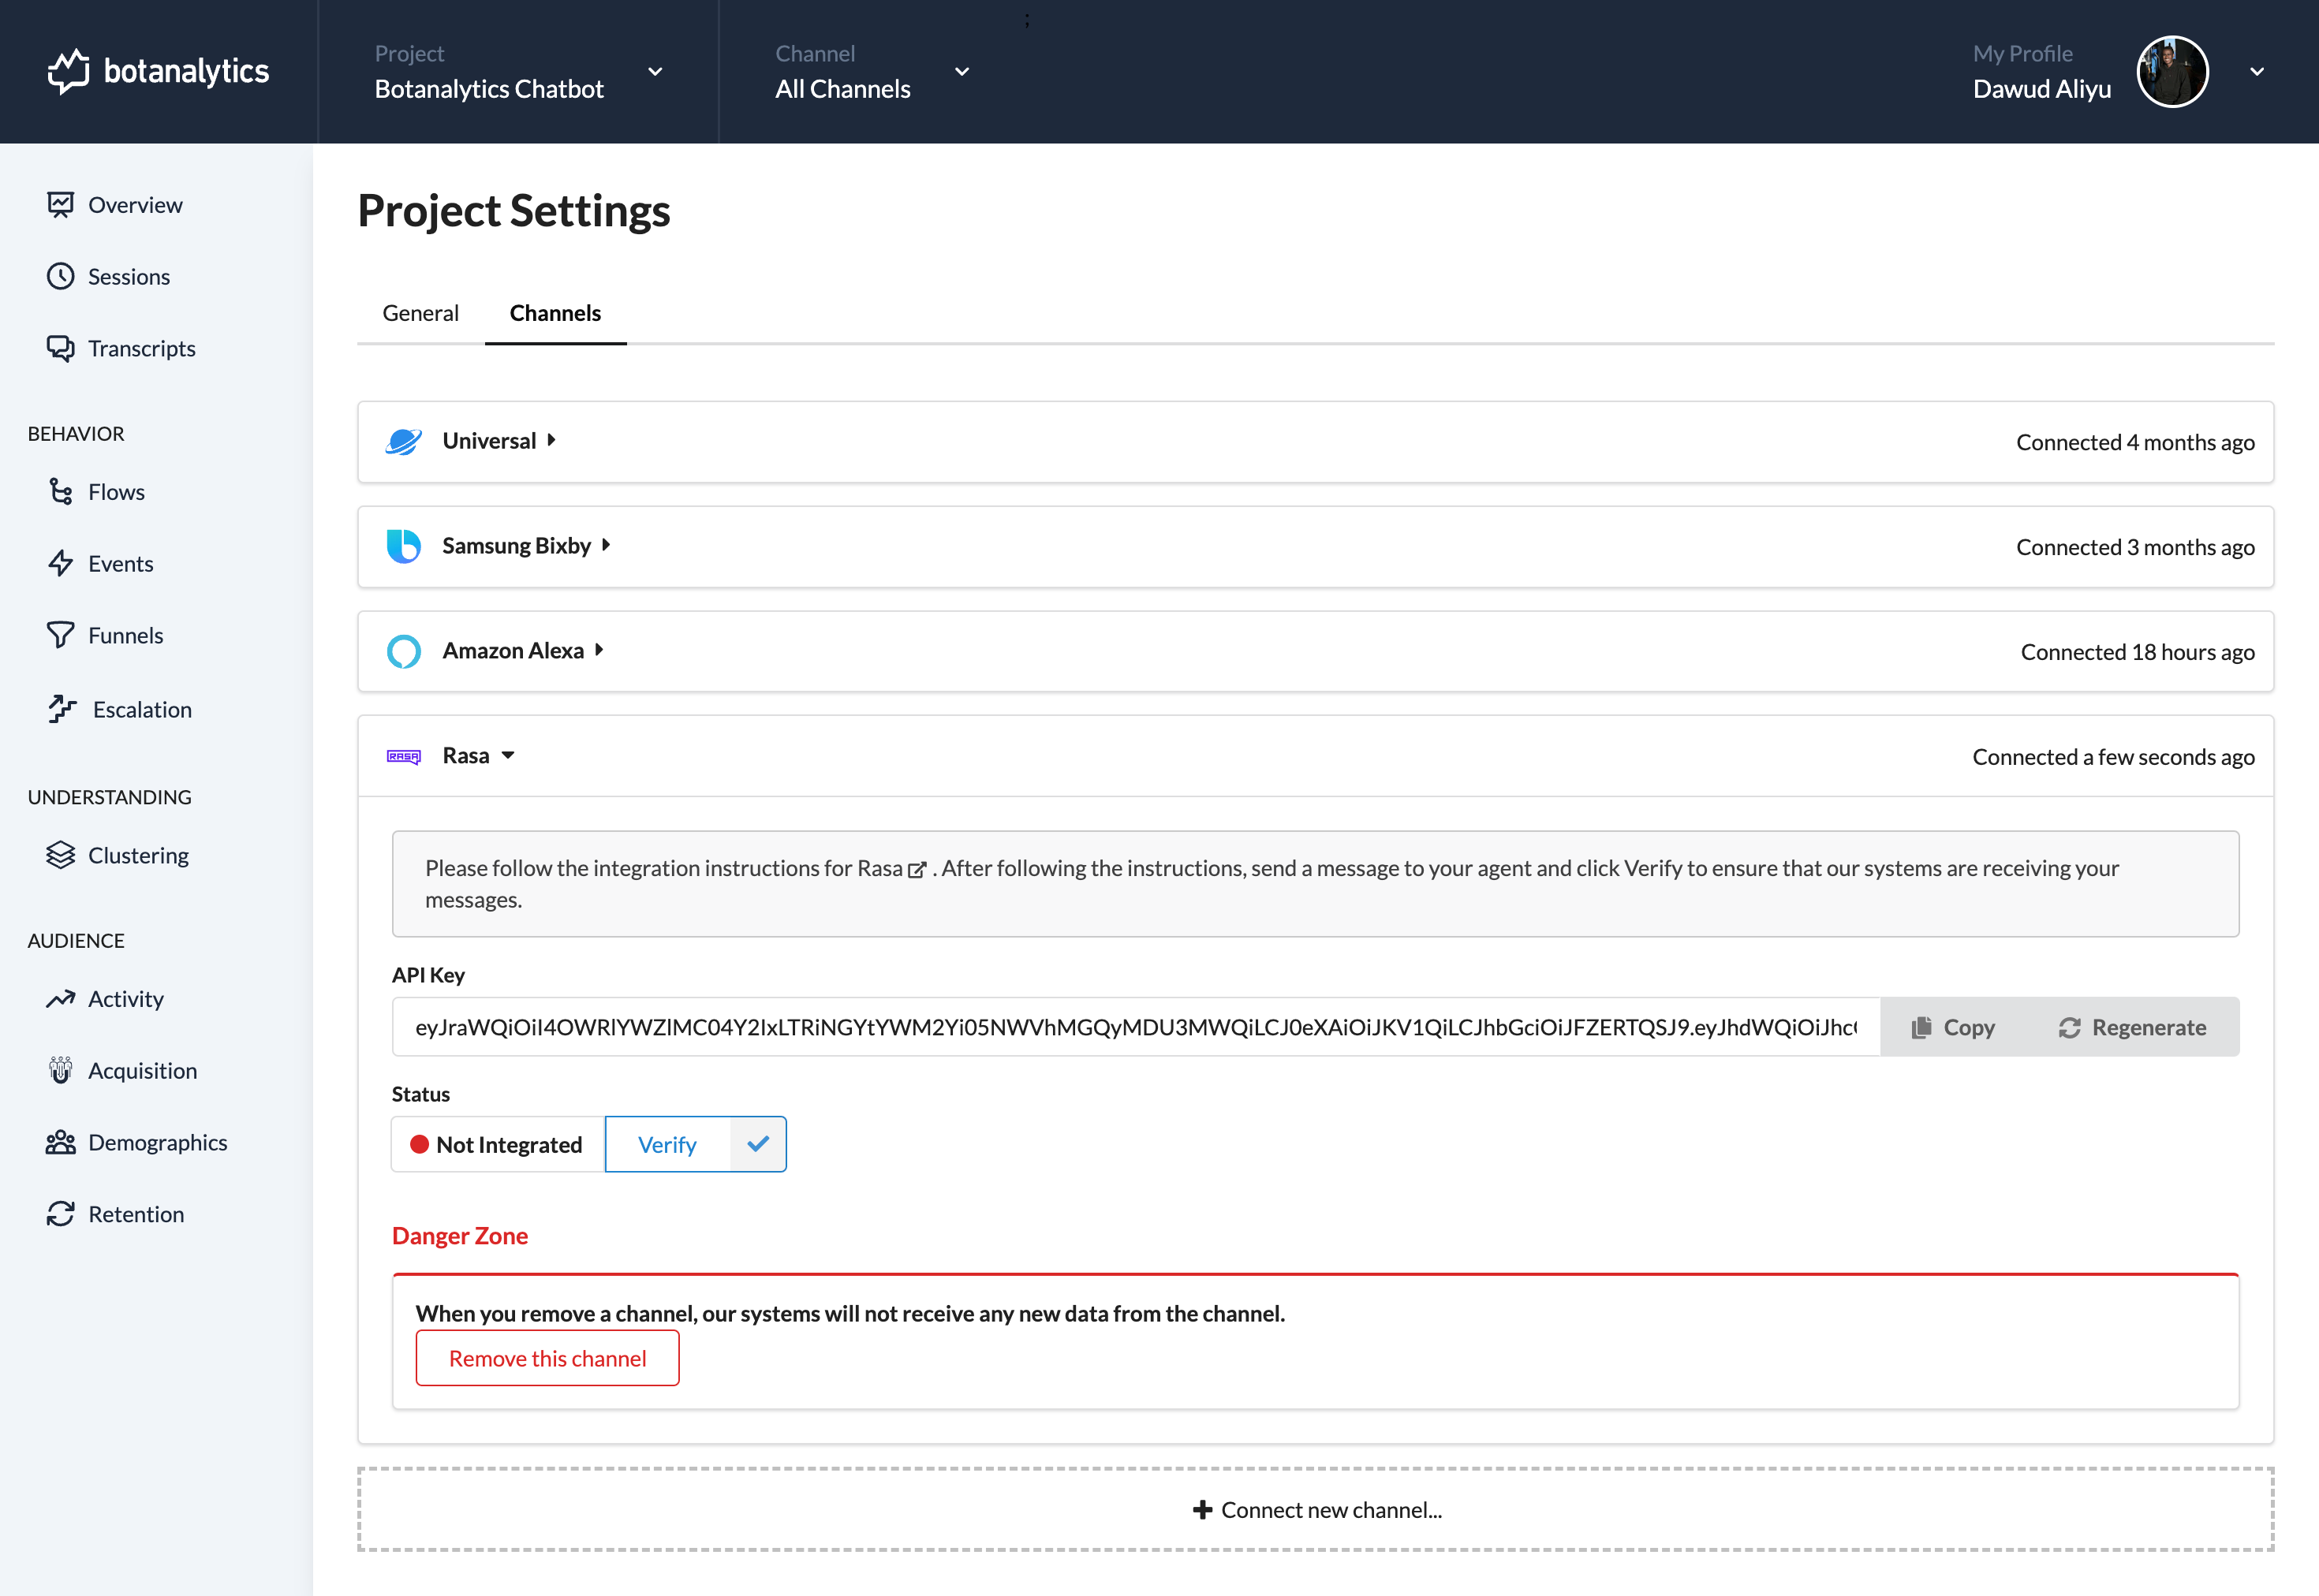 ;
botanalytics
Project
Botanalytics Chatbot
Channel
All Channels
My Profile
Dawud Aliyu
Overview
Sessions
Transcripts
BEHAVIOR
Flows
Events
Funnels
Escalation
UNDERSTANDING
Clustering
AUDIENCE
Activity
Acquisition
Demographics
Retention
Project Settings
General
Channels
Universal
Connected 4 months ago
Samsung Bixby
Connected 3 months ago
Amazon Alexa
Connected 18 hours ago
RASA
Rasa
Connected a few seconds ago
Please follow the integration instructions for Rasa . After following the instructions, send a message to your agent and click Verify to ensure that our systems are receiving your
messages.
API Key
eyJraWQiOiI4OWRlYWZlMC04Y2IxLTRiNGYtYWM2Yi05NWVhMGQyMDU3MWQiLCJ0eXAiOiJKV1QiLCJhbGciOiJFZERTQSJ9.eyJhdWQiOiJhc
Copy
Regenerate
Status
Not Integrated
Verify
Danger Zone
When you remove a channel, our systems will not receive any new data from the channel.
Remove this channel
Connect new channel...